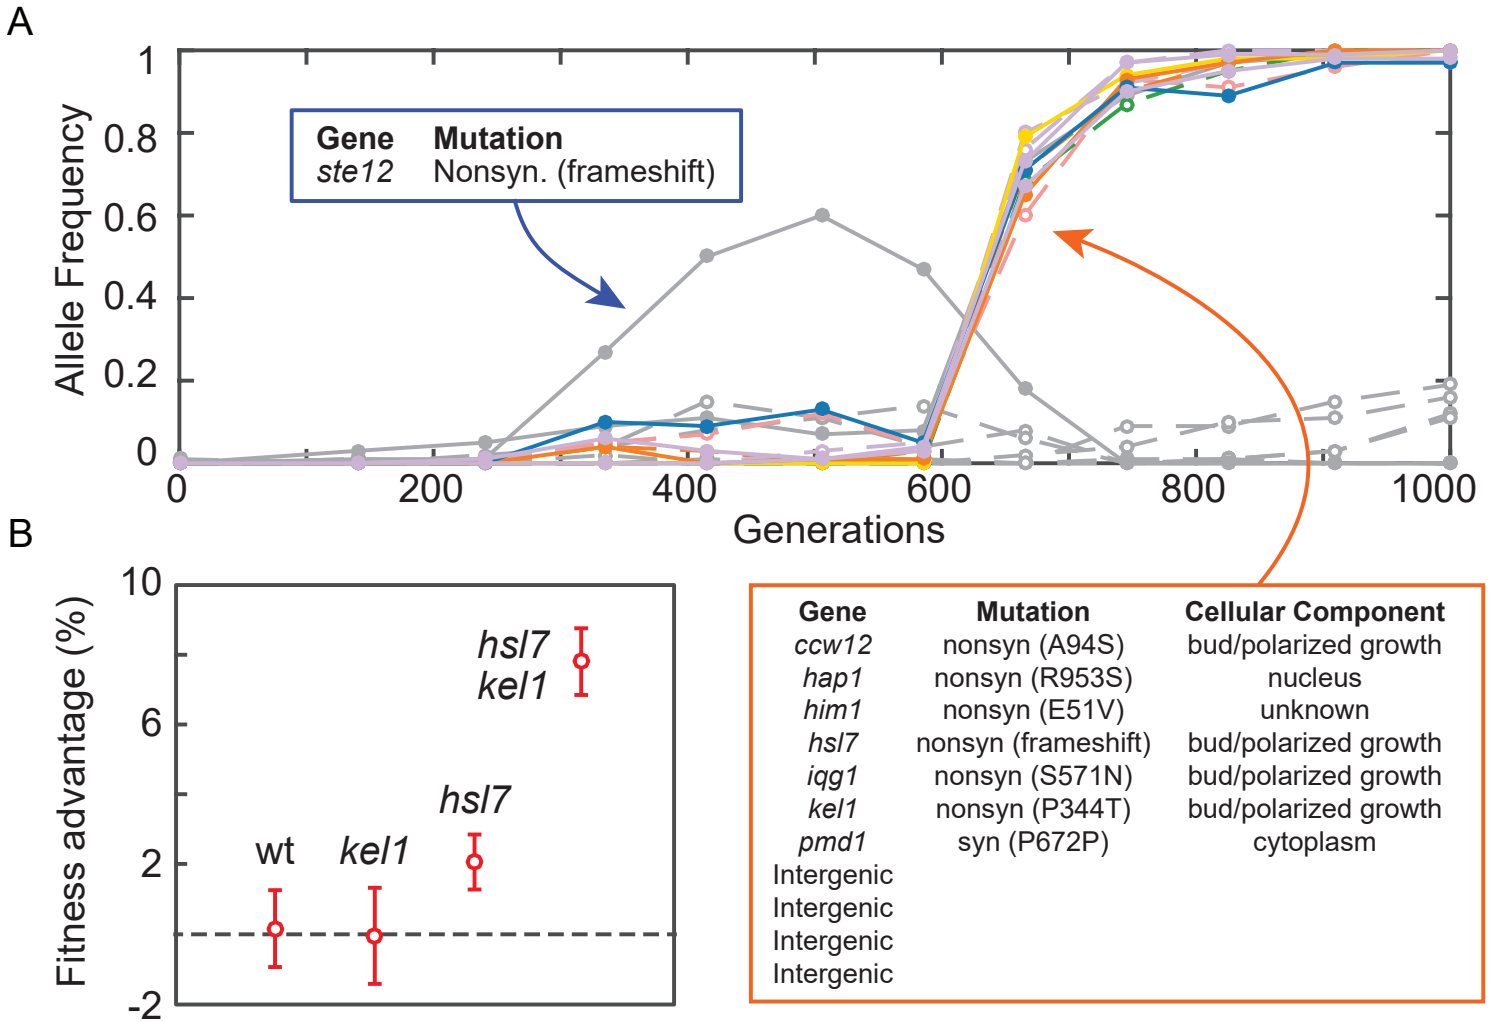 A
Allele Frequency
1
0.8
0.6
0.4
0.2
0
Gene Mutation
ste12 Nonsyn. (frameshift)
0 200 400 600 800 1000
Generations
B
Fitness advantage (%)
10
6
2
-2
wt
kel1
hsl7
hsl7
kel1
Gene Mutation Cellular Component
ccw12 nonsyn (A94S) bud/polarized growth
hap1 nonsyn (R953S) nucleus
him1 nonsyn (E51V) unknown
hsl7 nonsyn (frameshift) bud/polarized growth
iqg1 nonsyn (S571N) bud/polarized growth
kel1 nonsyn (P344T) bud/polarized growth
pmd1 syn (P672P) cytoplasm
Intergenic
Intergenic
Intergenic
Intergenic